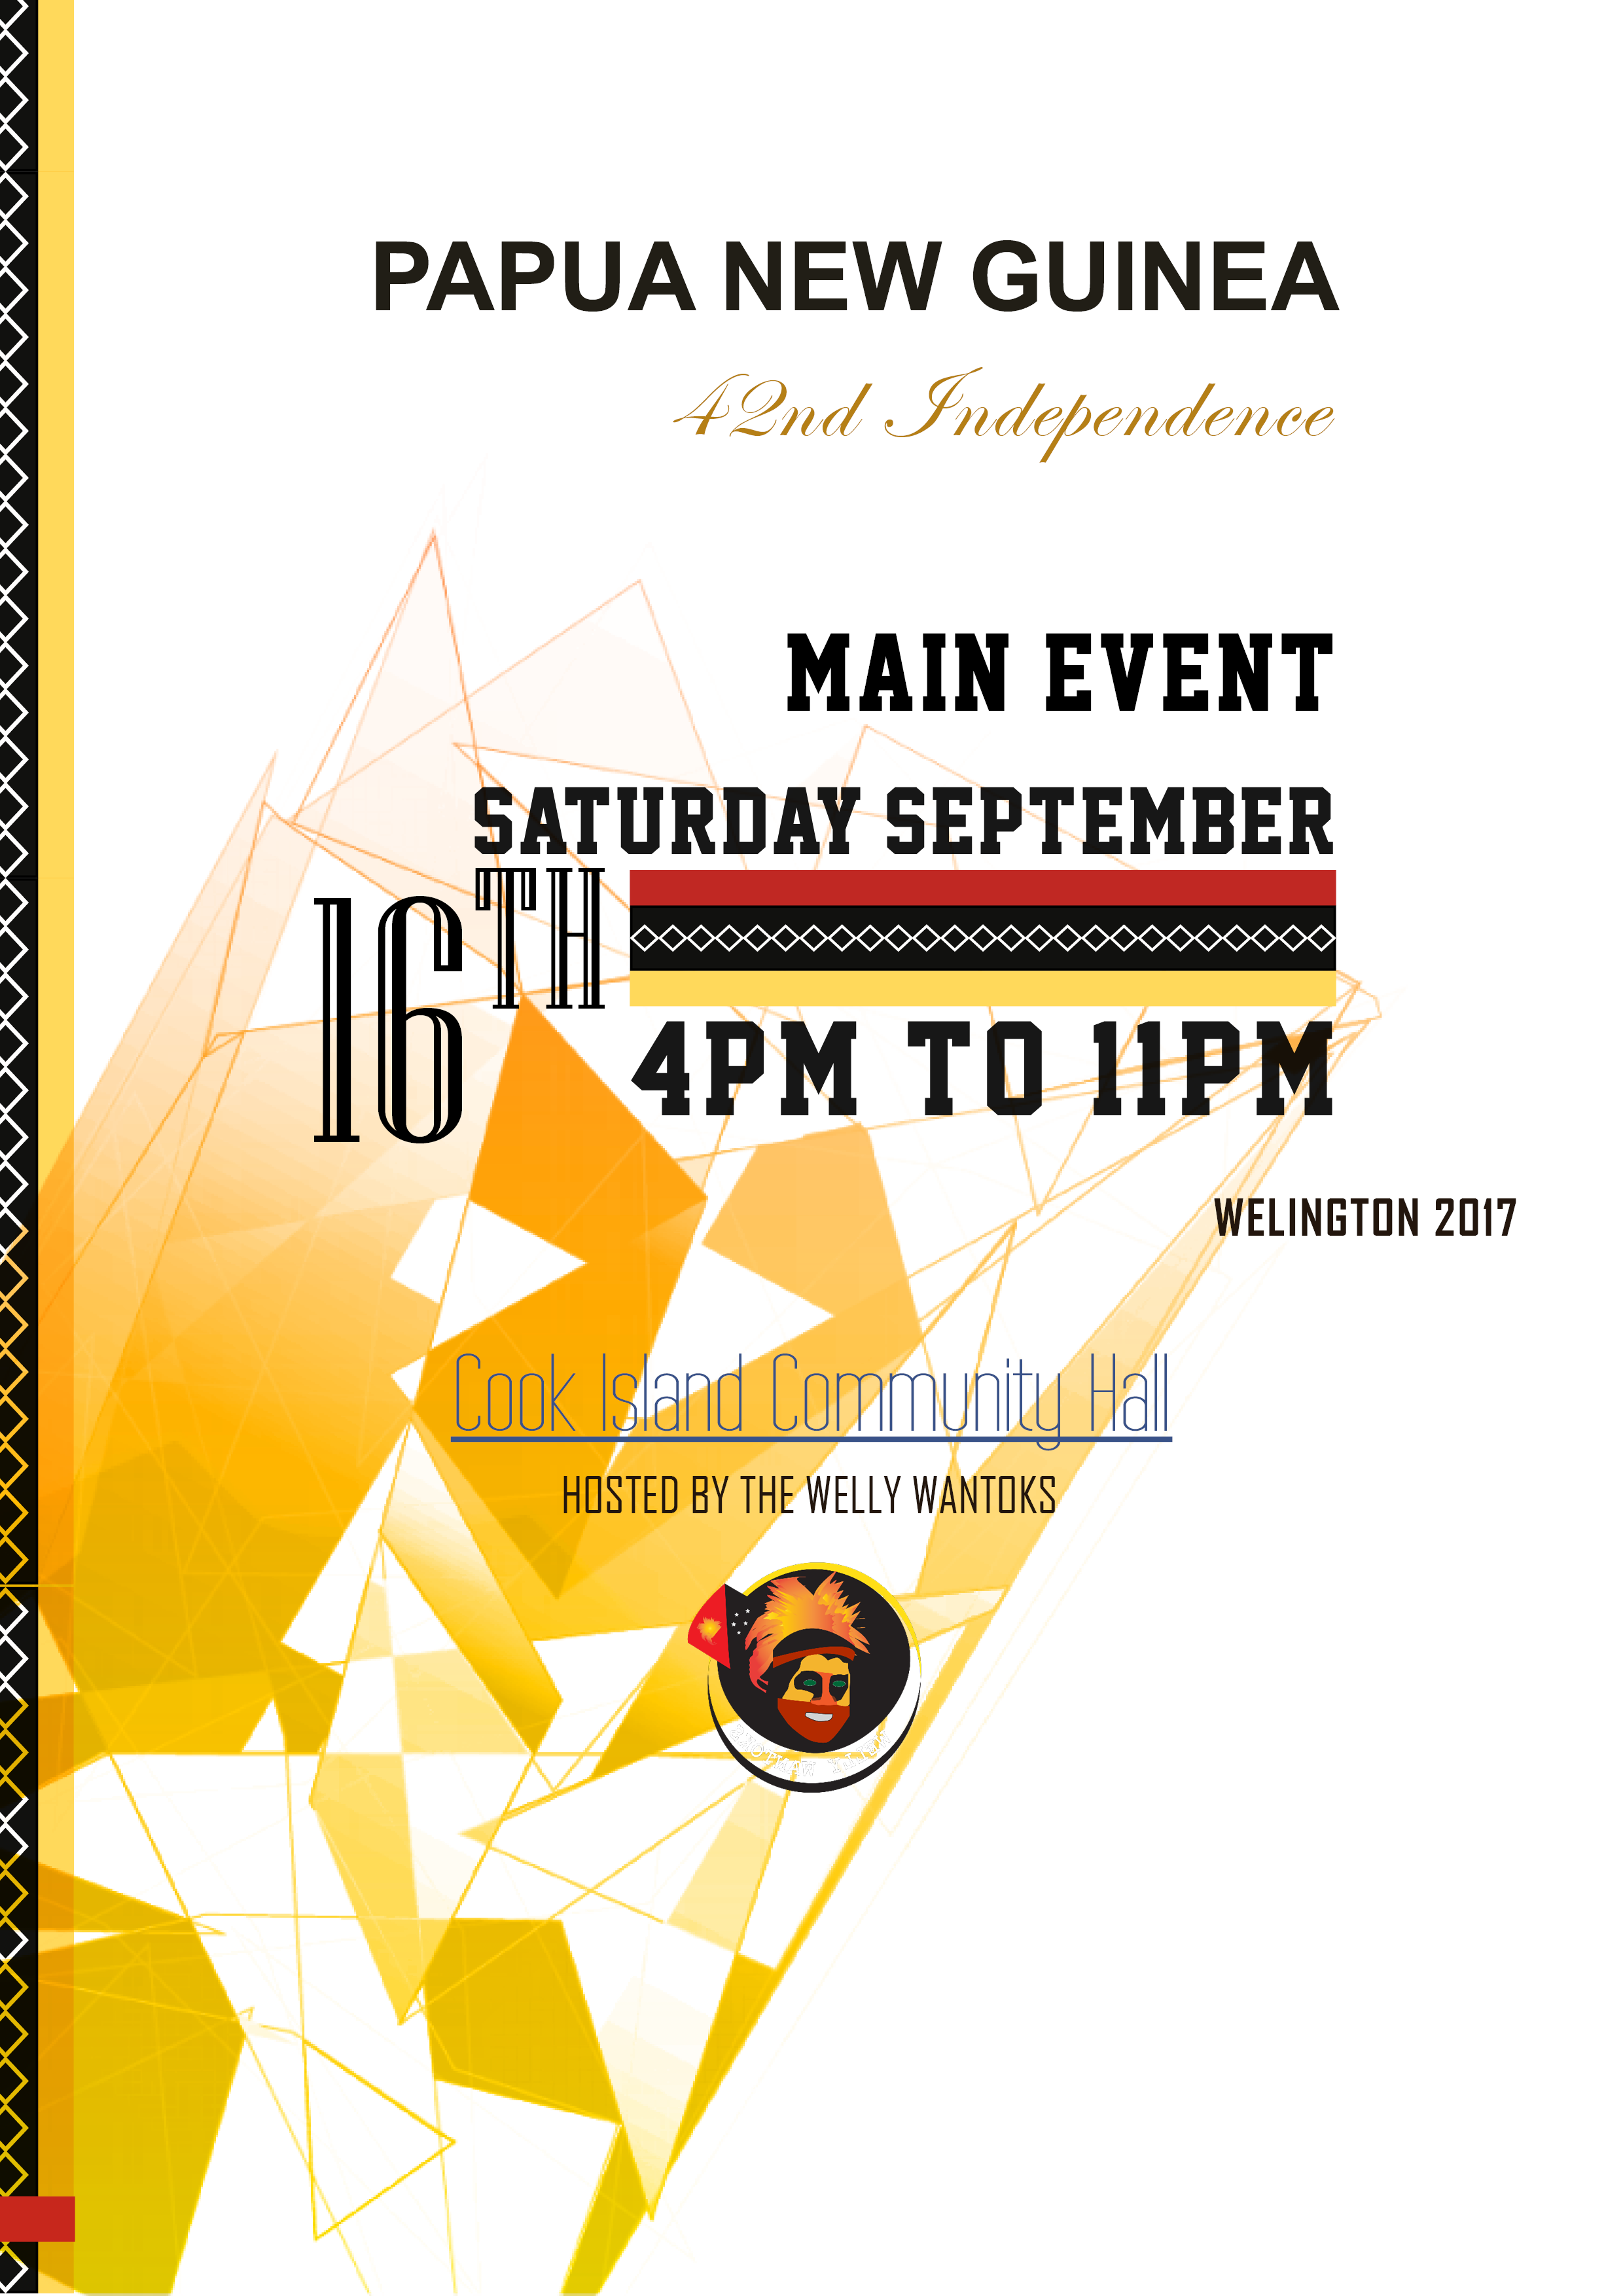 PAPUA NEW GUINEA
42nd Independence
MAIN EVENT
SATURDAY SEPTEMBER
16TH
4PM TO 11PM
WELINGTON 2017
Cook Island Community Hall
HOSTED BY THE WELLY WANTOKS